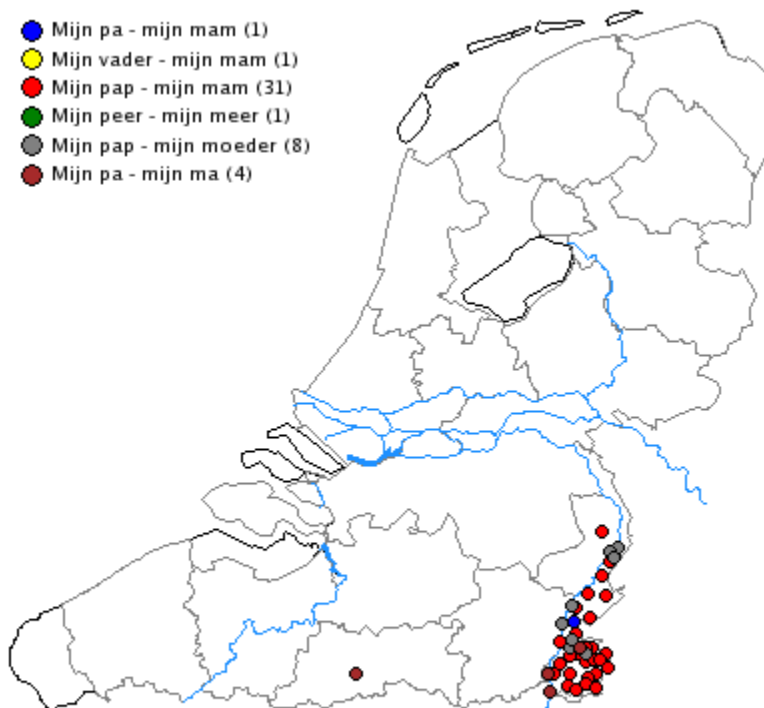 Mijn pa - mijn mam (1)
Mijn vader - mijn mam (1)
Mijn pap - mijn mam (31)
Mijn peer - mijn meer (1)
Mijn pap - mijn moeder (8)
Mijn pa - mijn ma (4)